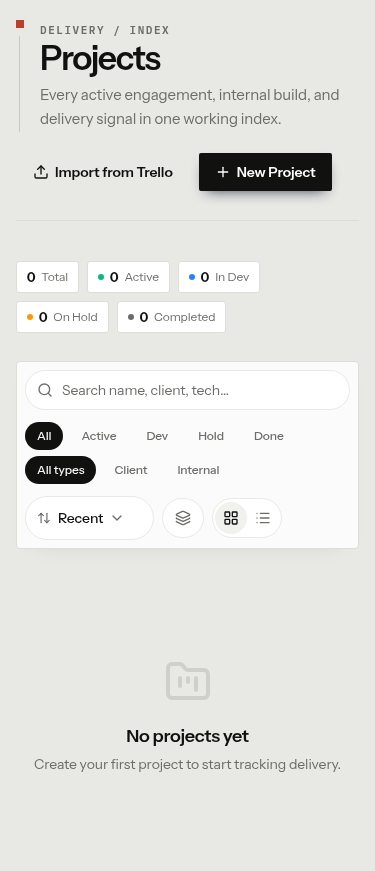 DELIVERY / INDEX
Projects
Every active engagement, internal build, and
delivery signal in one working index.
Import from Trello
New Project
0 Total
0 Active
0 In Dev
0 On Hold
0 Completed
Search name, client, tech...
All Active Dev Hold Done
All types Client Internal
Recent
No projects yet
Create your first project to start tracking delivery.